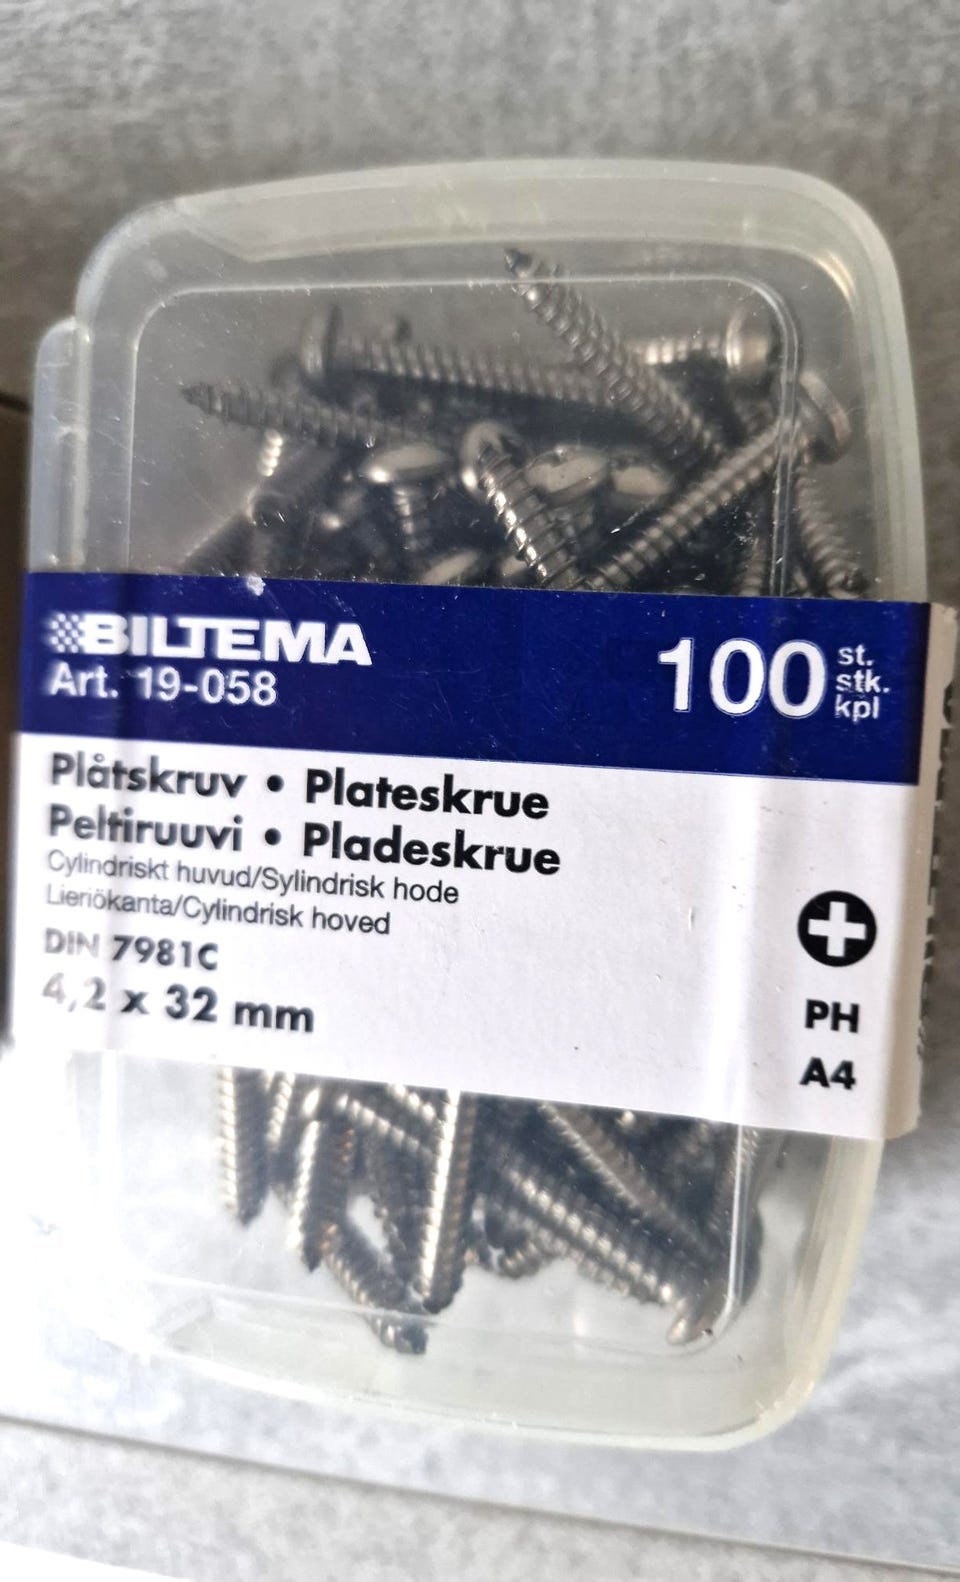 BILTEMA
Art. 19-058
100 st.
stk.
kpl
Plåtskruv • Plateskrue
Peltiruuvi • Pladeskrue
Cylindriskt huvud/Sylindrisk hode
Lieriökanta/Cylindrisk hoved
DIN 7981C
4,2 x 32 mm
PH
A4